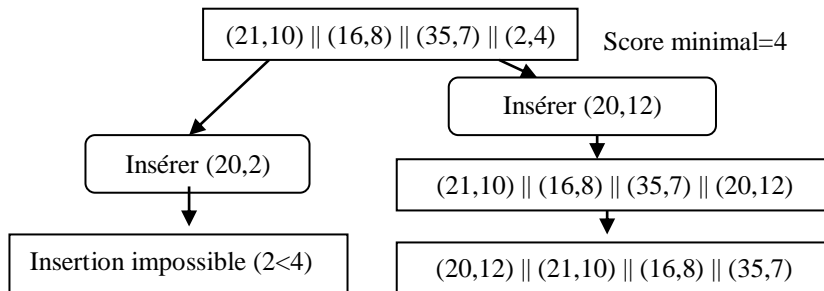 (21,10) || (16,8) || (35,7) || (2,4)
Score minimal=4
Insérer (20,12)
Insérer (20,2)
(21,10) || (16,8) || (35,7) || (20,12)
Insertion impossible (2<4)
(20,12) || (21,10) || (16,8) || (35,7)